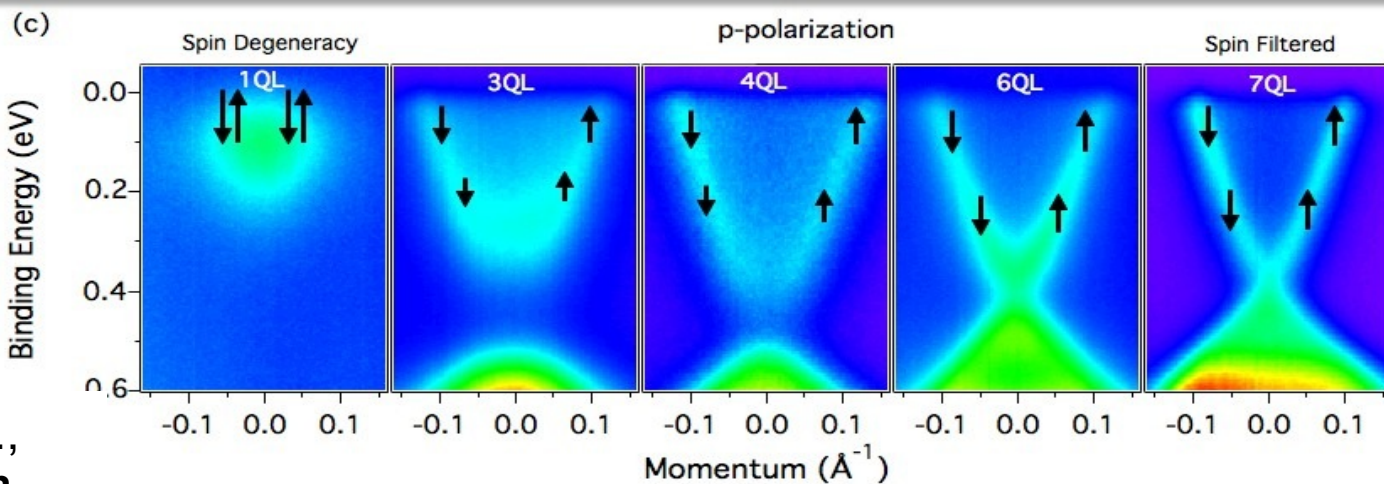 (c)
p-polarization
Spin Degeneracy
Spin Filtered
1QL
3QL
4QL
6QL
7QL
Binding Energy (eV)
0.0
0.2
0.4
0.6
-0.1 0.0 0.1 -0.1 0.0 0.1 -0.1 0.0 0.1 -0.1 0.0 0.1 -0.1 0.0 0.1
Momentum (Å⁻¹)